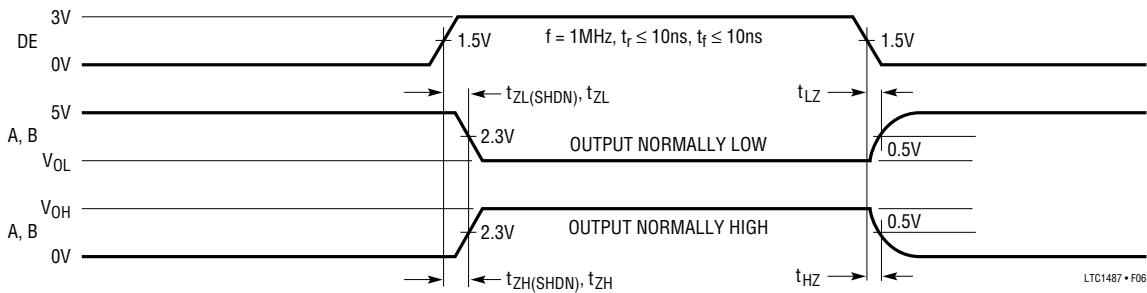 3V
DE
0V
1.5V
f = 1MHz, tr ≤ 10ns, tf ≤ 10ns
1.5V
tZL(SHDN), tZL
tLZ
5V
A, B
VOL
2.3V
OUTPUT NORMALLY LOW
0.5V
VOH
A, B
0V
2.3V
OUTPUT NORMALLY HIGH
0.5V
tZH(SHDN), tZH
tHZ
LTC1487 • F06